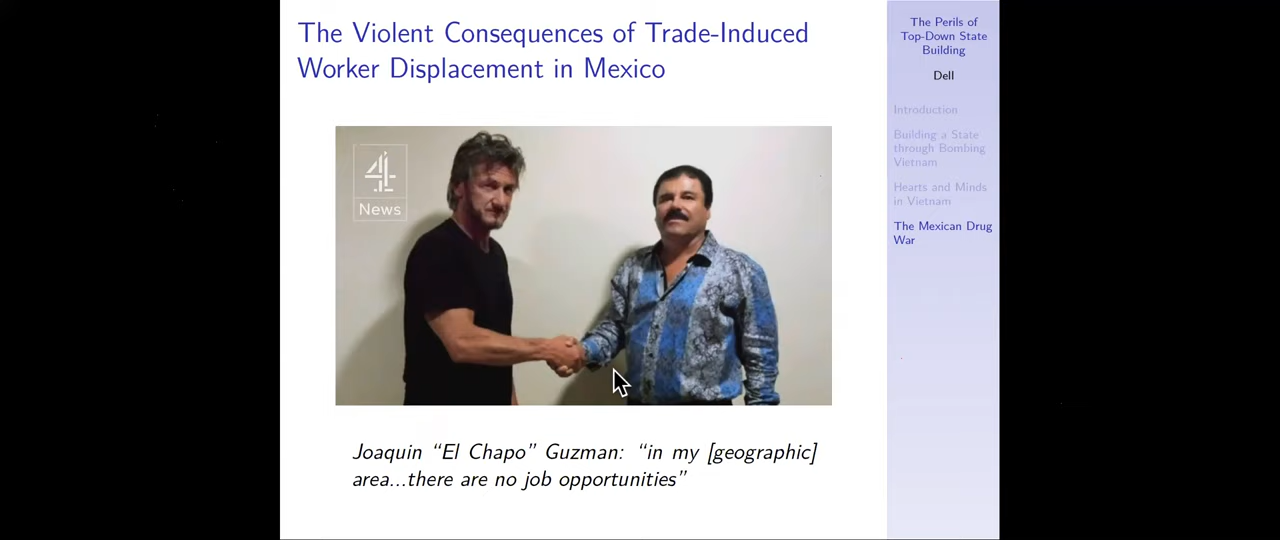 The Violent Consequences of Trade-Induced
Worker Displacement in Mexico
4
News
Joaquin “El Chapo” Guzman: “in my [geographic]
area...there are no job opportunities”
The Perils of
Top-Down State
Building
Dell
Introduction
Building a State
through Bombing
Vietnam
Hearts and Minds
in Vietnam
The Mexican Drug
War